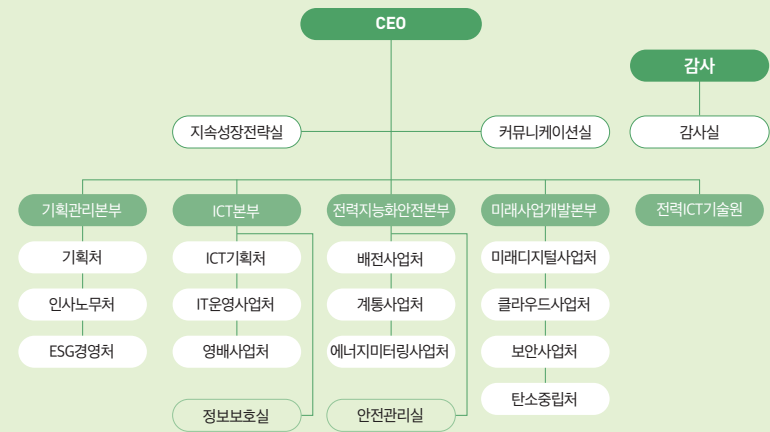 CEO
감사
지속성장전략실
커뮤니케이션실
감사실
기획관리본부
ICT본부
전력지능화안전본부
미래사업개발본부
전력ICT기술원
기획처
ICT기획처
배전사업처
미래디지털사업처
인사노무처
IT운영사업처
계통사업처
클라우드사업처
ESG경영처
영배사업처
에너지미터링사업처
보안사업처
탄소중립처
정보보호실
안전관리실